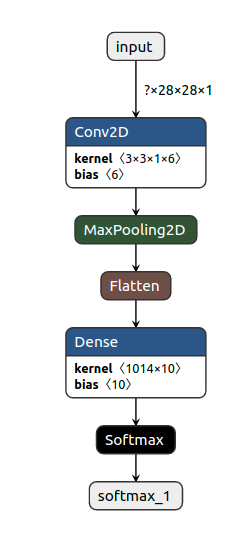 input
?×28×28×1
Conv2D
kernel〈3×3×1×6〉
bias〈6〉
MaxPooling2D
Flatten
Dense
kernel〈1014×10〉
bias〈10〉
Softmax
softmax_1